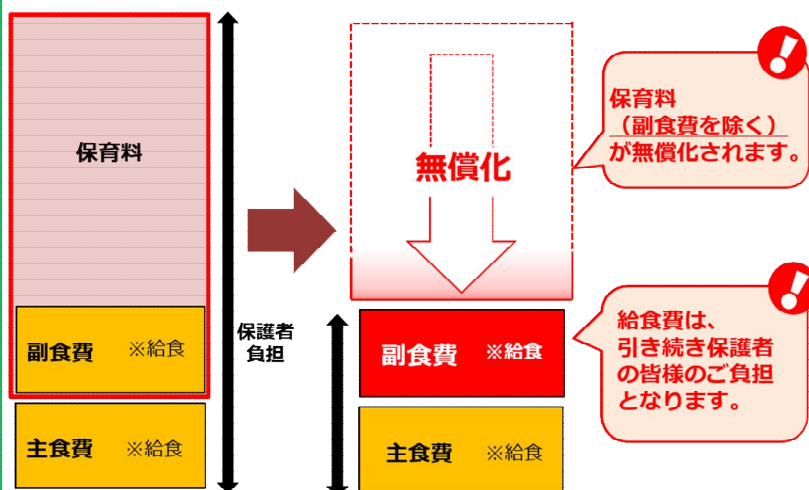 保育料
副食費 ※給食
主食費 ※給食
保護者
負担
無償化
副食費 ※給食
主食費 ※給食
保育料
（副食費を除く）
が無償化されます。
給食費は、
引き続き保護者
の皆様のご負担
となります。